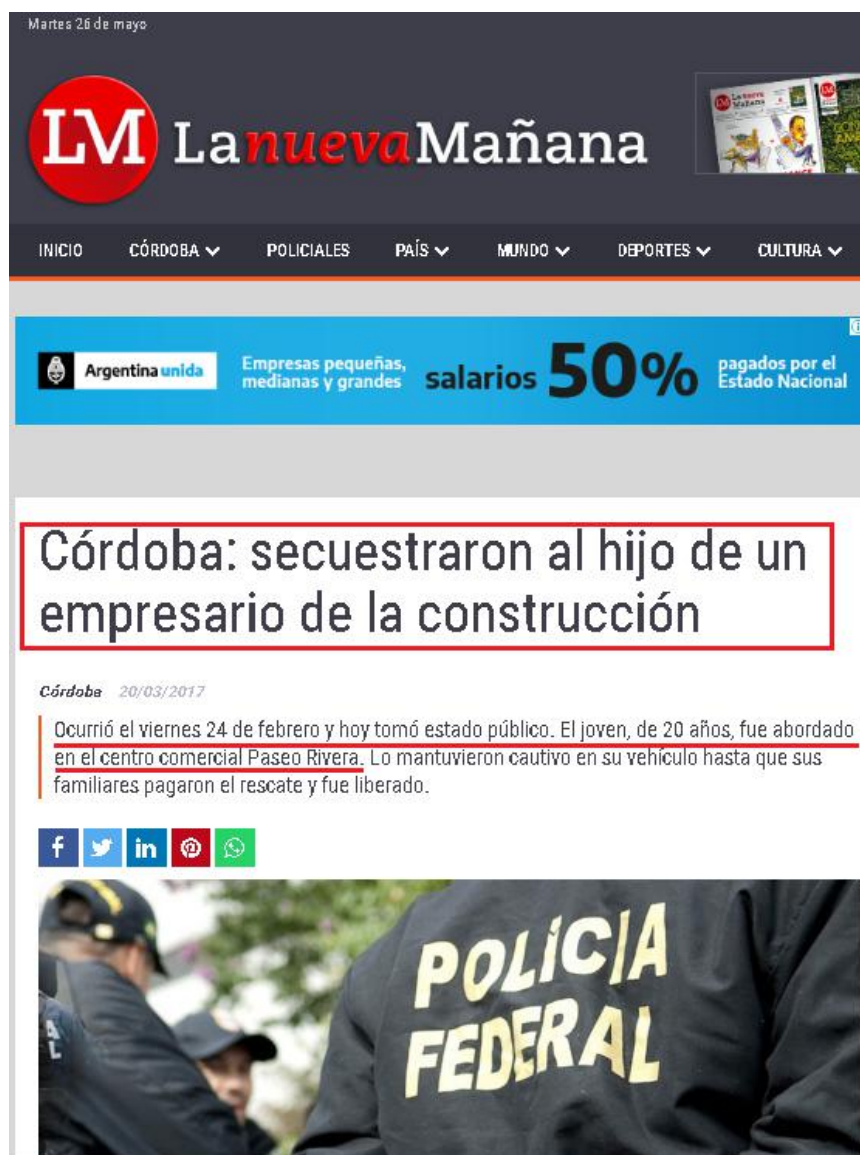 Martes 26 de mayo
LM LanuevaMañana
INICIO CÓRDOBA POLICIALES PAÍS MUNDO DEPORTES CULTURA
Argentina unida Empresas pequeñas, medianas y grandes salarios 50% pagados por el Estado Nacional
Córdoba: secuestraron al hijo de un
empresario de la construcción
Córdoba 20/03/2017
Ocurrió el viernes 24 de febrero y hoy tomó estado público. El joven, de 20 años, fue abordado
en el centro comercial Paseo Rivera. Lo mantuvieron cautivo en su vehículo hasta que sus
familiares pagaron el rescate y fue liberado.
POLÍCIA
FEDERAL